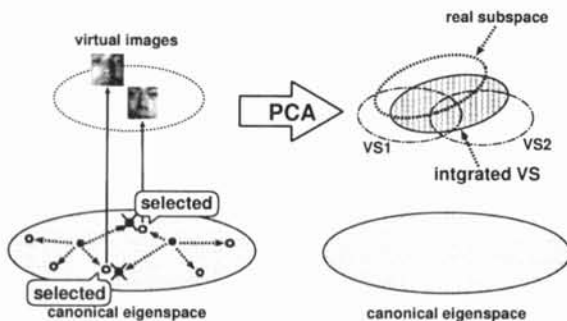 virtual images
selected
selected
canonical eigenspace
PCA
real subspace
VS1
VS2
intgrated VS
canonical eigenspace